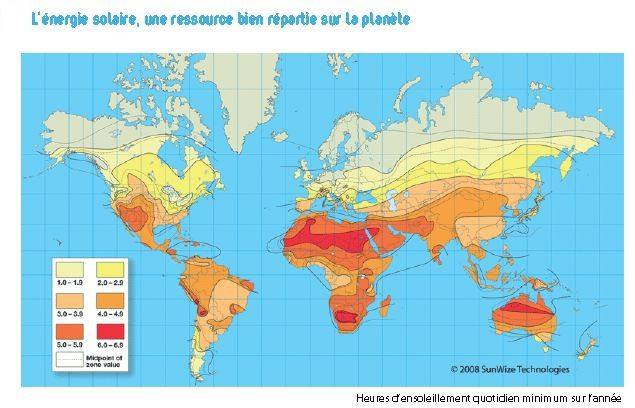 L'énergie solaire, une ressource bien répartie sur la planète
1.0 – 1.9 2.0 – 2.9
3.0 – 3.9 4.0 – 4.9
5.0 – 5.9 6.0 – 6.9
Midpoint of
zone value
© 2008 SunWize Technologies
Heures d'ensoleillement quotidien minimum sur l'année